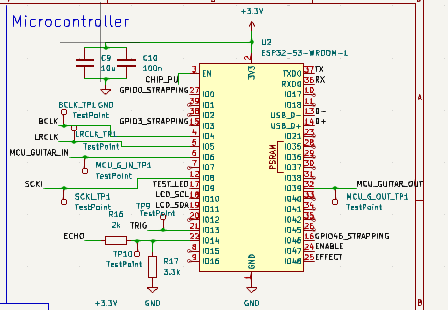 Microcontroller
+3.3V
U2
ESP32-S3-WROOM-1
C9
10u
C10
100n
CHIP_PU
EN
3V3
TXD0
TX
RXD0
RX
GPIO0_STRAPPING
27
IO0
IO17
IO1
IO18
BCLK_TP1
GND
TestPoint
IO2
USB_D-
D-
GPIO3_STRAPPING
IO3
USB_D+
D+
BCLK
IO4
IO21
LRCLK
LRCLK_TP1
TestPoint
IO5
IO35
MCU_GUITAR_IN
IO6
IO36
PSRAM
IO7
IO37
MCU_G_IN_TP1
TestPoint
IO8
IO38
SCKI
TEST_LED
IO9
IO39
MCU_GUITAR_OUT
SCKI_TP1
TestPoint
LCD_SCL
IO10
IO40
MCU_G_OUT_TP1
TestPoint
LCD_SDA
IO11
IO41
R16
2k
TP9
TestPoint
IO12
IO42
TRIG
IO13
IO45
ECHO
IO14
IO46
16
GPIO46_STRAPPING
IO15
IO47
24
ENABLE
TP10
TestPoint
IO16
IO48
25
EFFECT
R17
3.3k
GND
+3.3V
GND
GND
A
B